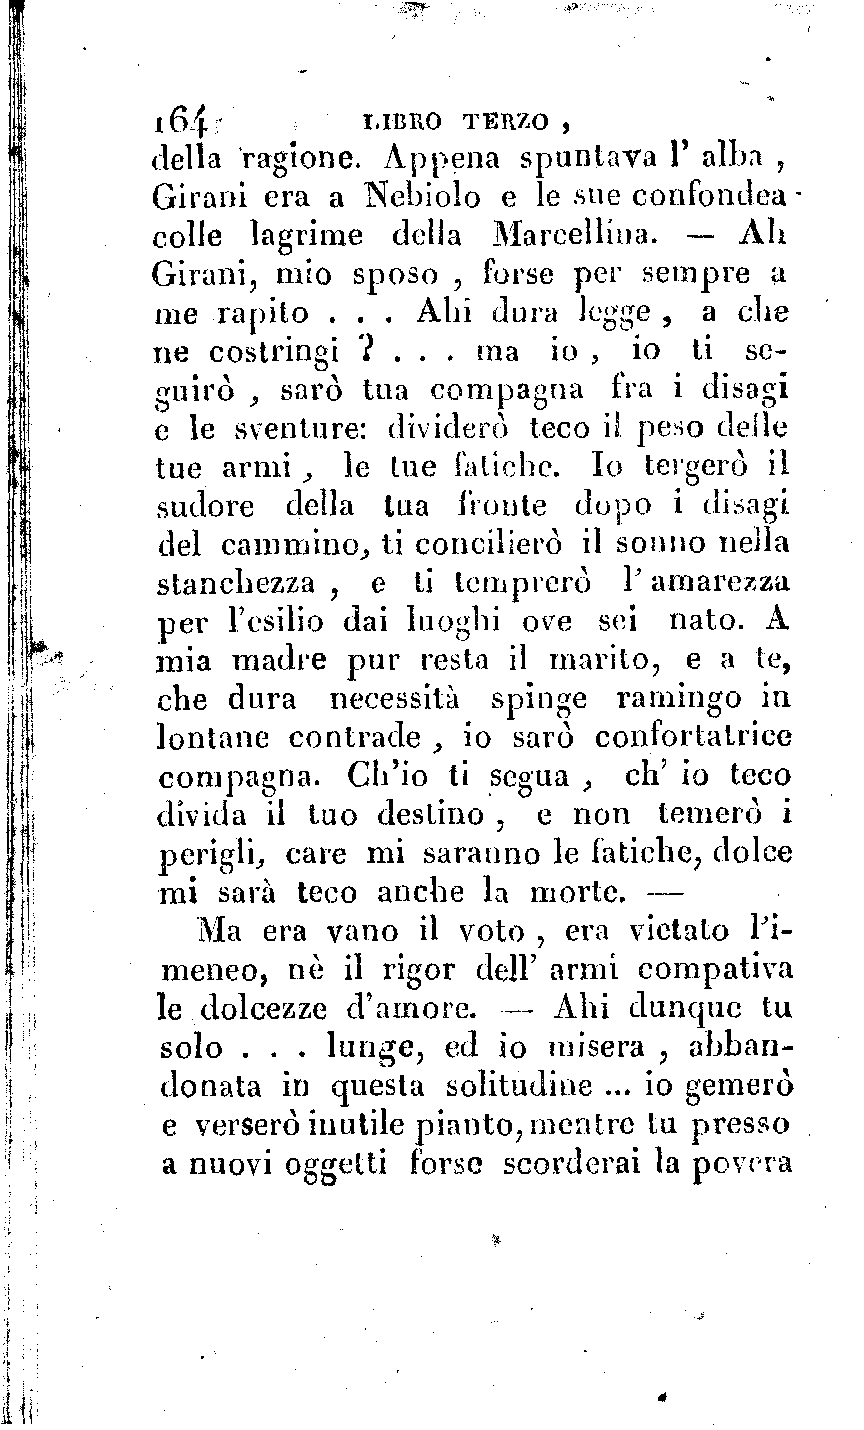 164 LIBRO TERZO ,
della ragione. Appena spuntava l' alba ,
Girani era a Nebiolo e le sue confondea
colle lagrime della Marcellina. — Ah
Girani, mio sposo , forse per sempre a
me rapito . . . Ahi dura legge , a che
ne costringi ? . . . ma io , io ti se-
guirò , sarò tua compagna fra i disagi
e le sventure: dividerò teco il peso delle
tue armi , le tue fatiche. Io tergerò il
sudore della tua fronte dopo i disagi
del cammino, ti concilierò il sonno nella
stanchezza , e ti temprerò l' amarezza
per l'esilio dai luoghi ove sei nato. A
mia madre pur resta il marito, e a te,
che dura necessità spinge ramingo in
lontane contrade , io sarò confortatrice
compagna. Ch'io ti segua , ch' io teco
divida il tuo destino , e non temerò i
perigli, care mi saranno le fatiche, dolce
mi sarà teco anche la morte. —
Ma era vano il voto , era vietato l'i-
meneo, nè il rigor dell' armi compativa
le dolcezze d'amore. — Ahi dunque tu
solo . . . lunge, ed io misera , abban-
donata in questa solitudine ... io gemerò
e verserò inutile pianto, mentre tu presso
a nuovi oggetti forse scorderai la povera